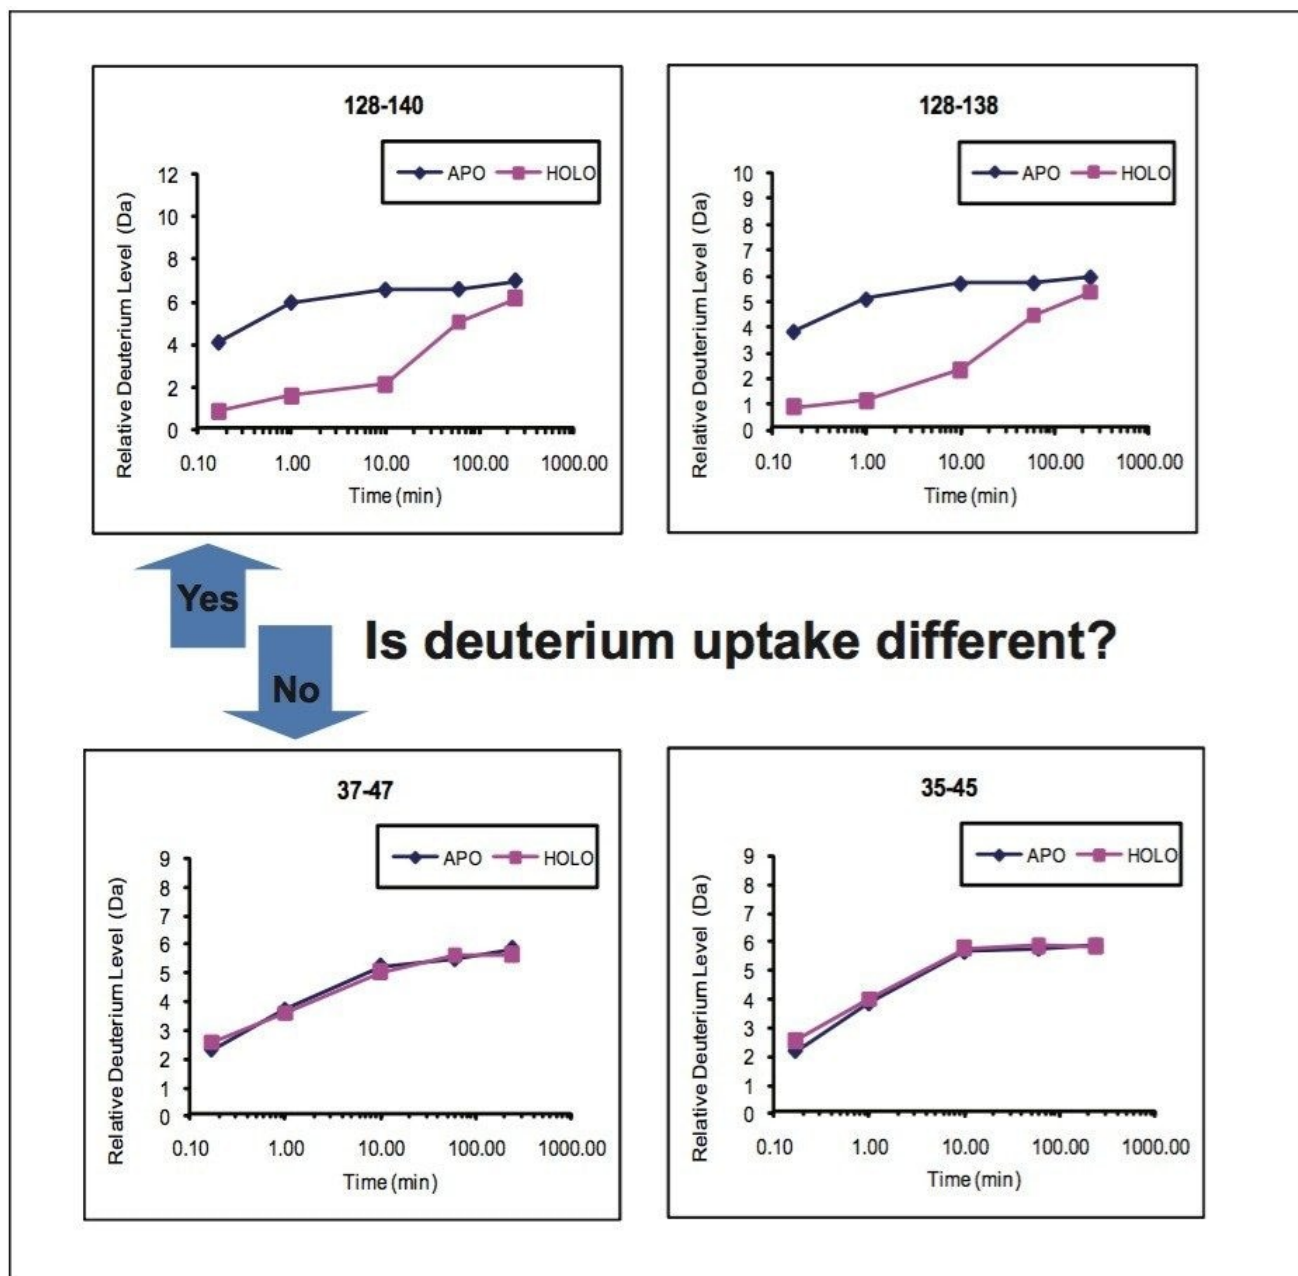 128-140
APO HOLO
Relative Deuterium Level (Da)
12
10
8
6
4
2
0
0.10 1.00 10.00 100.00 1000.00
Time (min)
128-138
APO HOLO
Relative Deuterium Level (Da)
10
9
8
7
6
5
4
3
2
1
0
0.10 1.00 10.00 100.00 1000.00
Time (min)
Yes
Is deuterium uptake different?
No
37-47
APO HOLO
Relative Deuterium Level (Da)
9
8
7
6
5
4
3
2
1
0
0.10 1.00 10.00 100.00 1000.00
Time (min)
35-45
APO HOLO
Relative Deuterium Level (Da)
9
8
7
6
5
4
3
2
1
0
0.10 1.00 10.00 100.00 1000.00
Time (min)